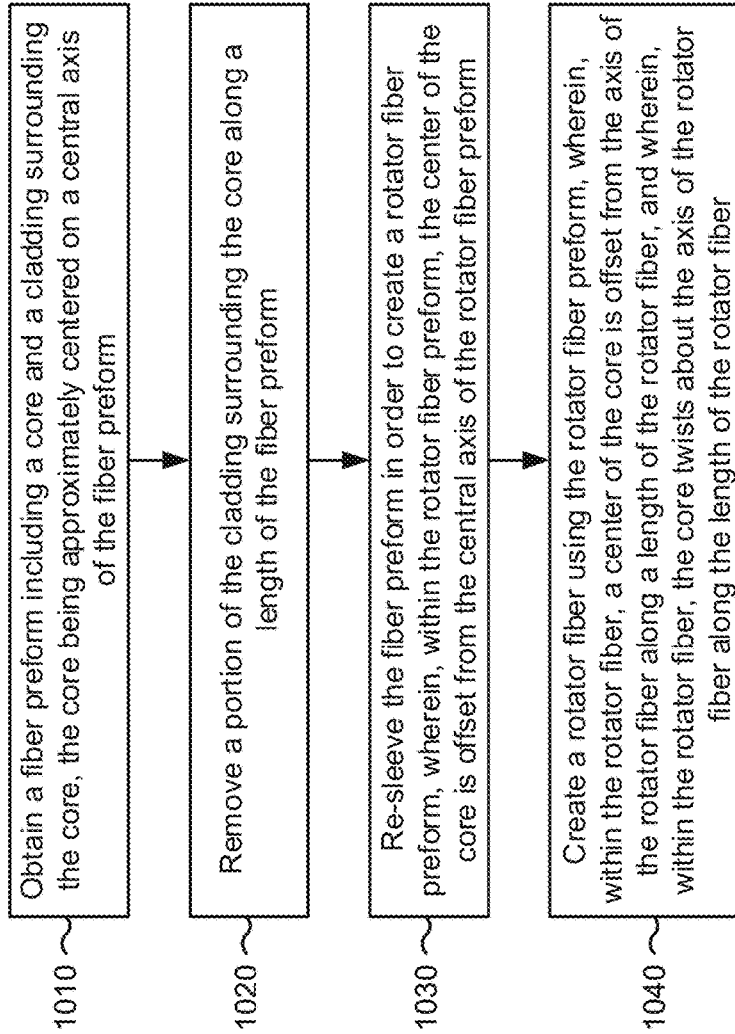 1010
Obtain a fiber preform including a core and a cladding surrounding
the core, the core being approximately centered on a central axis
of the fiber preform
1020
Remove a portion of the cladding surrounding the core along a
length of the fiber preform
1030
Re-sleeve the fiber preform in order to create a rotator fiber
preform, wherein, within the rotator fiber preform, the center of the
core is offset from the central axis of the rotator fiber preform
1040
Create a rotator fiber using the rotator fiber preform, wherein,
within the rotator fiber, a center of the core is offset from the axis of
the rotator fiber along a length of the rotator fiber, and wherein,
within the rotator fiber, the core twists about the axis of the rotator
fiber along the length of the rotator fiber